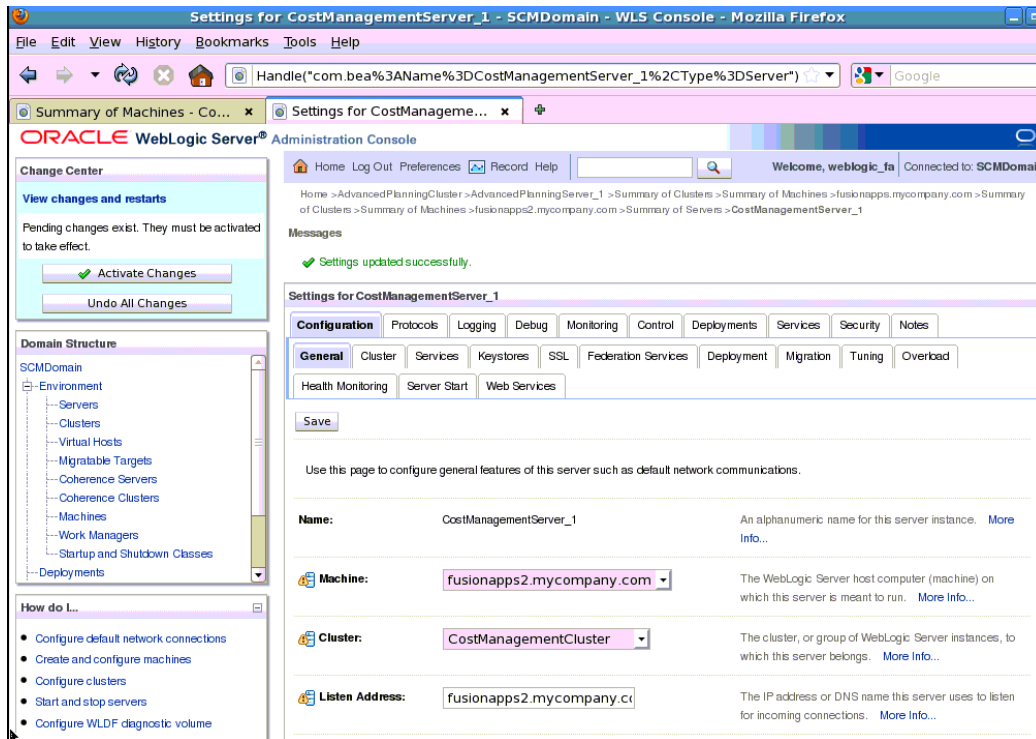 Settings for CostManagementServer_1 - SCMDomain - WLS Console - Mozilla Firefox
File Edit View History Bookmarks Tools Help
Handle("com.bea%3AName%3DCostManagementServer_1%2CType%3DServer") Google
Summary of Machines - Co... Settings for CostManageme...
ORACLE WebLogic Server® Administration Console
Change Center
View changes and restarts
Pending changes exist. They must be activated
to take effect.
Activate Changes
Undo All Changes
Domain Structure
SCMDomain
Environment
Servers
Clusters
Virtual Hosts
Migratable Targets
Coherence Servers
Coherence Clusters
Machines
Work Managers
Startup and Shutdown Classes
Deployments
How do I...
Configure default network connections
Create and configure machines
Configure clusters
Start and stop servers
Configure WLDF diagnostic volume
Home Log Out Preferences Record Help Welcome, weblogic_fa Connected to: SCMDomai
Home >AdvancedPlanningCluster >AdvancedPlanningServer_1 >Summary of Clusters >Summary of Machines >fusionapps.mycompany.com >Summary
of Clusters >Summary of Machines >fusionapps2.mycompany.com >Summary of Servers >CostManagementServer_1
Messages
Settings updated successfully.
Settings for CostManagementServer_1
Configuration Protocols Logging Debug Monitoring Control Deployments Services Security Notes
General Cluster Services Keystores SSL Federation Services Deployment Migration Tuning Overload
Health Monitoring Server Start Web Services
Save
Use this page to configure general features of this server such as default network communications.
Name: CostManagementServer_1 An alphanumeric name for this server instance. More
Info...
Machine: fusionapps2.mycompany.com The WebLogic Server host computer (machine) on
which this server is meant to run. More Info...
Cluster: CostManagementCluster The cluster, or group of WebLogic Server instances, to
which this server belongs. More Info...
Listen Address: fusionapps2.mycompany.co The IP address or DNS name this server uses to listen
for incoming connections. More Info...